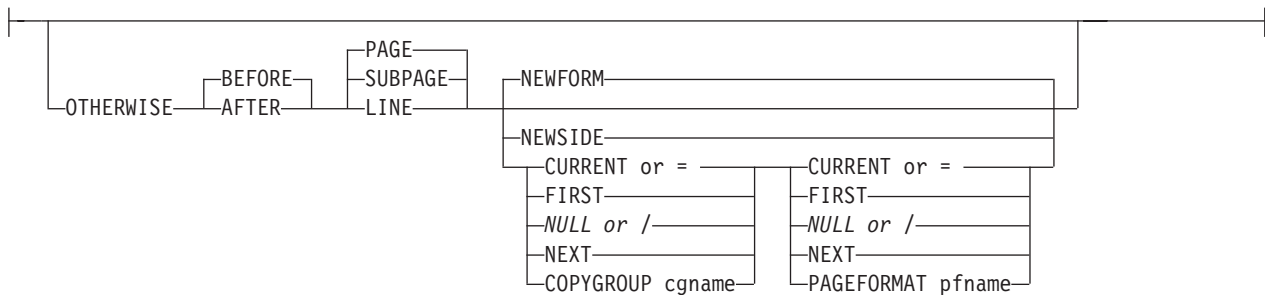 PAGE
BEFORE SUBPAGE NEWFORM
OTHERWISE AFTER LINE
NEWSIDE
CURRENT or = CURRENT or =
FIRST FIRST
NULL or / NULL or /
NEXT NEXT
COPYGROUP cgname PAGEFORMAT pfname